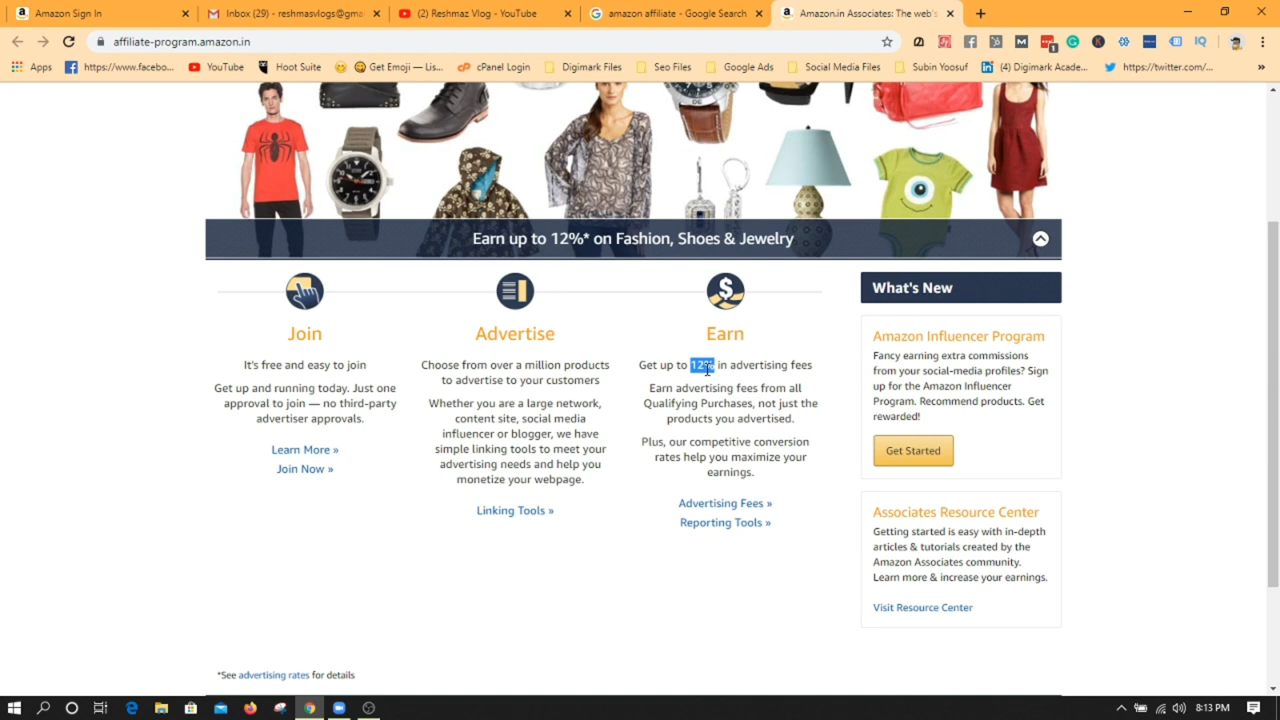 Amazon Sign In
Inbox (29) - reshmasvlogs@gma
(2) Reshmaz Vlog - YouTube
amazon affiliate - Google Search
Amazon.in Associates: The web's
affiliate-program.amazon.in
Apps
https://www.facebo...
YouTube
Hoot Suite
Get Emoji — Lis...
cPanel Login
Digimark Files
Seo Files
Google Ads
Social Media Files
Subin Yoosuf
(4) Digimark Acade...
https://twitter.com/...
Earn up to 12%* on Fashion, Shoes & Jewelry
Join
It's free and easy to join
Get up and running today. Just one
approval to join — no third-party
advertiser approvals.
Learn More »
Join Now »
Advertise
Choose from over a million products
to advertise to your customers
Whether you are a large network,
content site, social media
influencer or blogger, we have
simple linking tools to meet your
advertising needs and help you
monetize your webpage.
Linking Tools »
Earn
Get up to 12% in advertising fees
Earn advertising fees from all
Qualifying Purchases, not just the
products you advertised.
Plus, our competitive conversion
rates help you maximize your
earnings.
Advertising Fees »
Reporting Tools »
What's New
Amazon Influencer Program
Fancy earning extra commissions
from your social-media profiles? Sign
up for the Amazon Influencer
Program. Recommend products. Get
rewarded!
Get Started
Associates Resource Center
Getting started is easy with in-depth
articles & tutorials created by the
Amazon Associates community.
Learn more & increase your earnings.
Visit Resource Center
*See advertising rates for details
8:13 PM